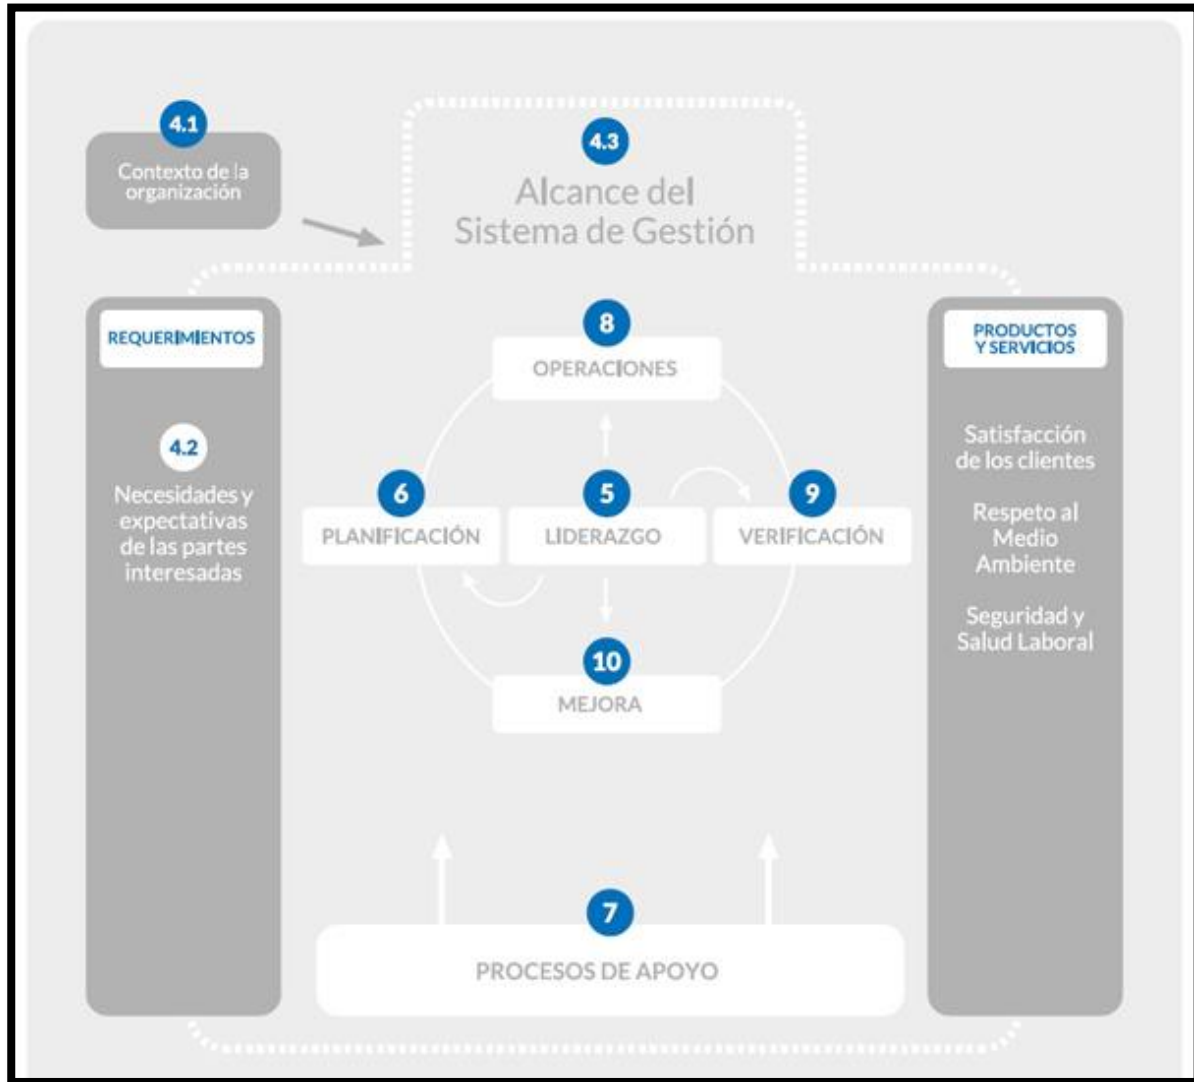 4.1
Contexto de la
organización
4.3
Alcance del
Sistema de Gestión
REQUERIMIENTOS
4.2
Necesidades y
expectativas
de las partes
interesadas
8
OPERACIONES
6
PLANIFICACIÓN
5
LIDERAZGO
9
VERIFICACIÓN
10
MEJORA
7
PROCESOS DE APOYO
PRODUCTOS
Y SERVICIOS
Satisfacción
de los clientes
Respeto al
Medio
Ambiente
Seguridad y
Salud Laboral